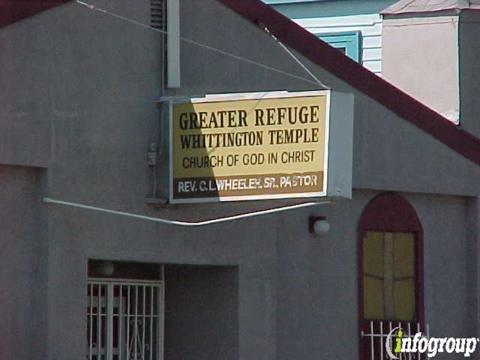 GREATER REFUGE
WHITTINGTON TEMPLE
CHURCH OF GOD IN CHRIST
REV. C.L. WHEELER, SR., PASTOR
infogroup